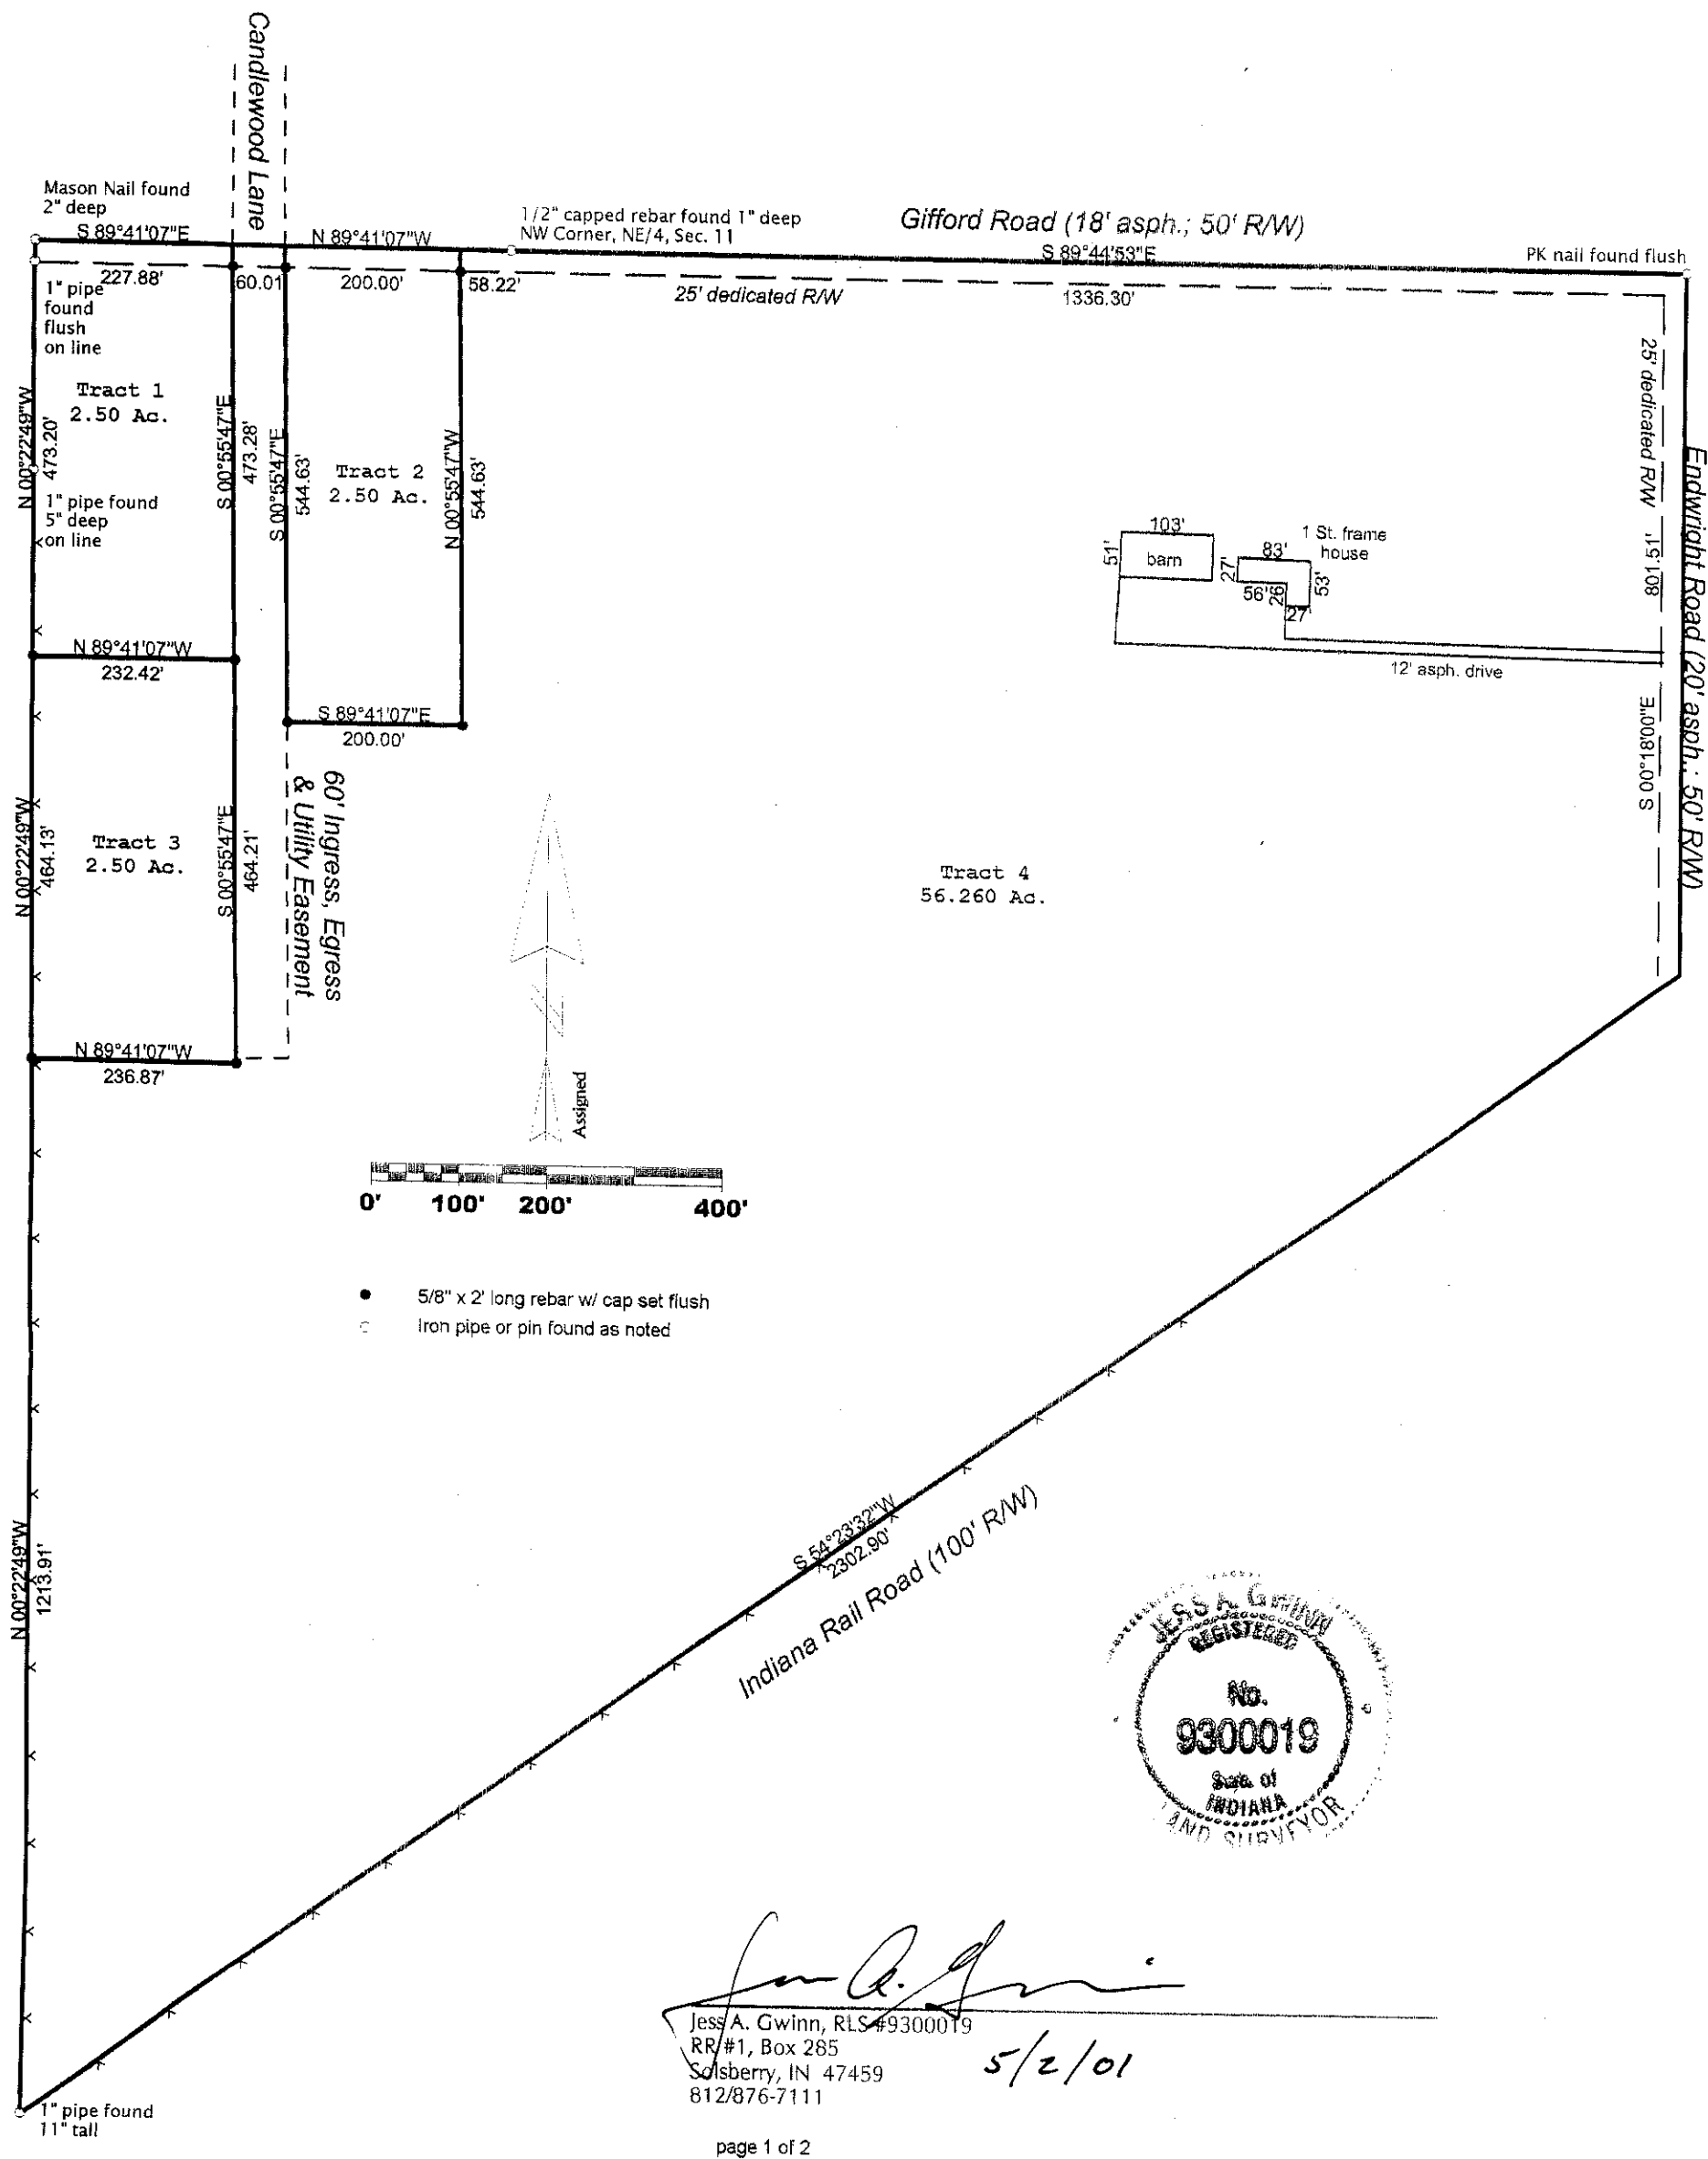 Candlewood Lane
Mason Nail found
2" deep
S 89°41'07"E
N 89°41'07"W
1/2" capped rebar found 1" deep
NW Corner, NE/4, Sec. 11
Gifford Road (18' asph.; 50' R/W)
S 89°44'53"E
PK nail found flush
227.88'
60.01'
200.00'
58.22'
25' dedicated R/W
1336.30'
1" pipe
found
flush
on line
Tract 1
2.50 Ac.
N 00°22'49"W
473.20'
S 00°55'47"E
473.28'
S 00°55'47"E
544.63'
Tract 2
2.50 Ac.
N 00°55'47"W
544.63'
1" pipe found
5" deep
on line
25' dedicated R/W
801.51'
S 00°18'00"E
Endwright Road (20' asph.; 50' R/W)
103'
51'
barn
83'
1 St. frame
house
27'
56'
26'
53'
27'
12' asph. drive
N 89°41'07"W
232.42'
S 89°41'07"E
200.00'
60' Ingress, Egress
& Utility Easement
N 00°22'49"W
464.13'
Tract 3
2.50 Ac.
S 00°55'47"E
464.21'
Tract 4
56.260 Ac.
N 89°41'07"W
236.87'
N
Assigned
0' 100' 200' 400'
5/8" x 2' long rebar w/ cap set flush
Iron pipe or pin found as noted
N 00°22'49"W
1213.91'
S 54°23'32"W
2302.90'
Indiana Rail Road (100' R/W)
JESS A. GWINN
REGISTERED
No.
9300019
State of
INDIANA
LAND SURVEYOR
Jess A. Gwinn, RLS #9300019
RR #1, Box 285
Solsberry, IN 47459
812/876-7111
5/2/01
1" pipe found
11" tall
page 1 of 2